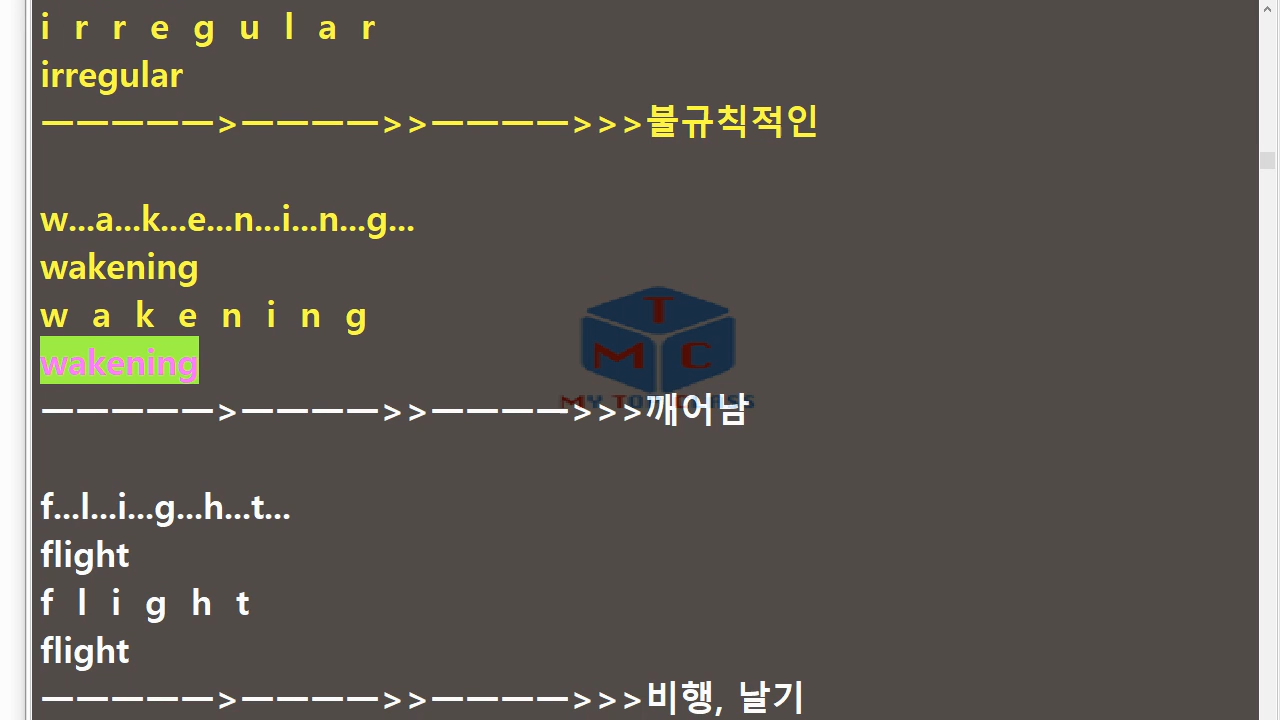 i r r e g u l a r
irregular
—————>————>>————>>>불규칙적인
w...a...k...e...n...i...n...g...
wakening
w a k e n i n g
wakening
—————>————>>————>>>깨어남
f...l...i...g...h...t...
flight
f l i g h t
flight
—————>————>>————>>>비행, 날기
T
M C